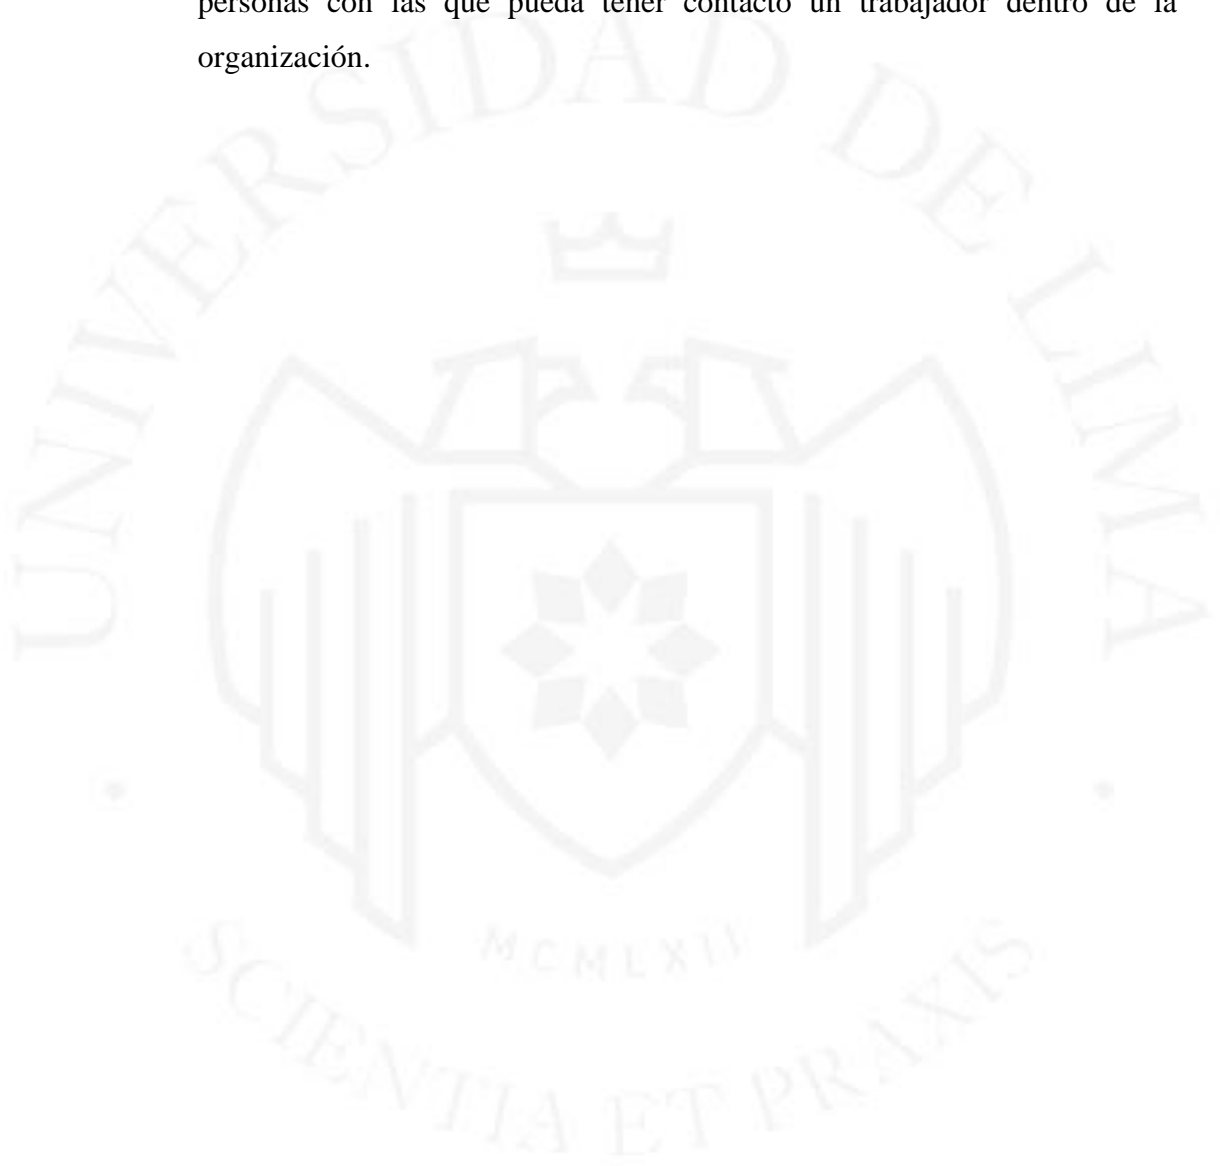 personas con las que pueda tener contacto un trabajador dentro de la
organización.
UNIVERSIDAD DE LIMA
MCMLXII
SCIENTIA ET PRAXIS